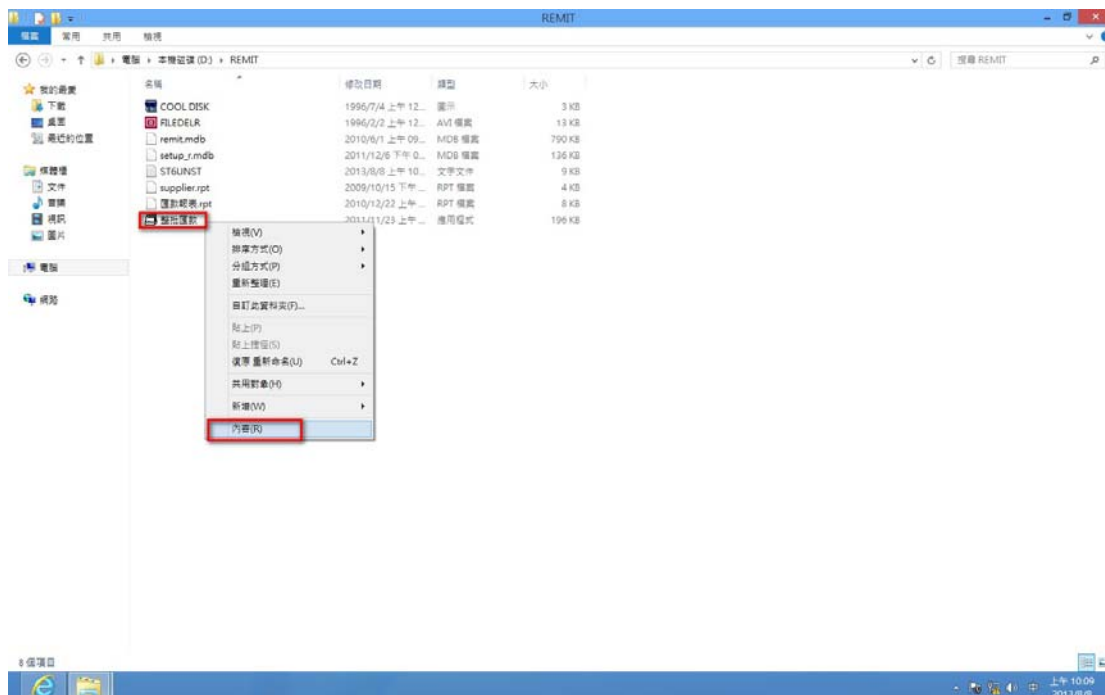 REMIT
檔案 常用 共用 檢視
電腦 本機磁碟 (D:) REMIT
搜尋 REMIT
名稱 修改日期 類型 大小
我的最愛
下載
桌面
最近的位置
媒體櫃
文件
音樂
視訊
圖片
電腦
網路
COOL DISK 1996/7/4 上午 12... 圖示 3 KB
FILEDELR 1996/2/2 上午 12... AVI 檔案 13 KB
remit.mdb 2010/6/1 上午 09... MDB 檔案 790 KB
setup_r.mdb 2011/12/6 下午 0... MDB 檔案 136 KB
ST6UNST 2013/8/8 上午 10... 文字文件 9 KB
supplier.rpt 2009/10/15 下午 ... RPT 檔案 4 KB
匯款報表.rpt 2010/12/22 上午 ... RPT 檔案 8 KB
整批匯款 2011/11/23 上午 ... 應用程式 196 KB
檢視(V)
排序方式(O)
分組方式(P)
重新整理(E)
自訂此資料夾(F)...
貼上(P)
貼上捷徑(S)
復原 重新命名(U) Ctrl+Z
共用對象(H)
新增(W)
內容(R)
8 個項目
中
上午 10:09
2013/8/8